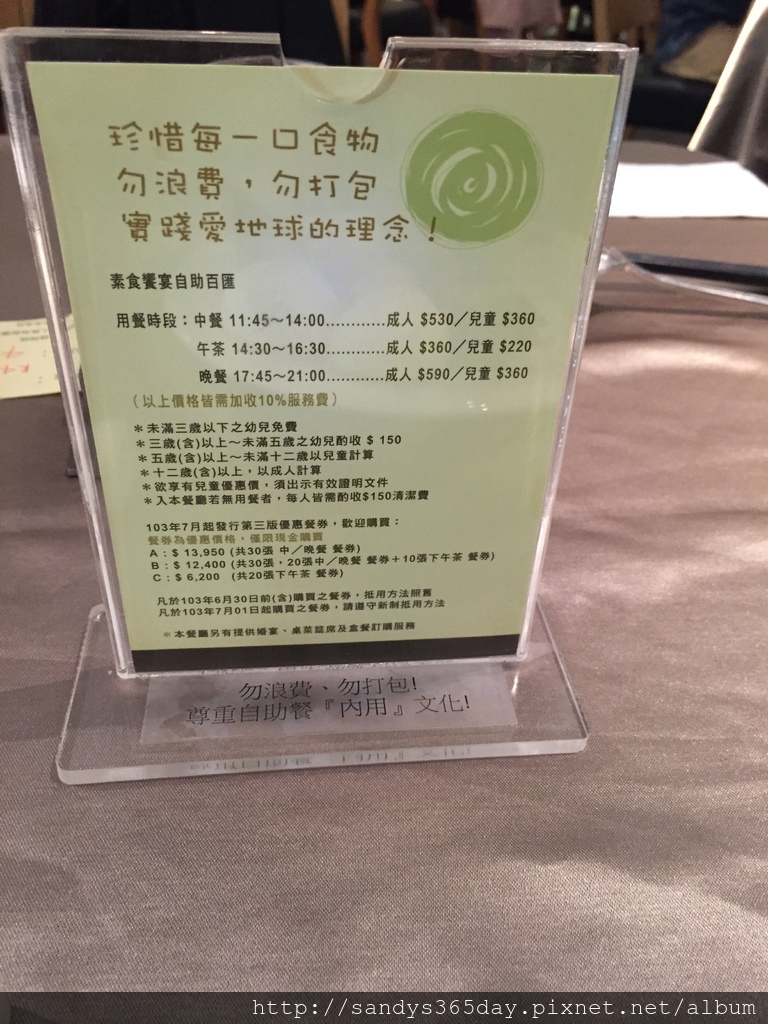 珍惜每一口食物
勿浪費，勿打包
實踐愛地球的理念！
素食饗宴自助百匯
用餐時段：中餐 11:45～14:00............成人 $530／兒童 $360
午茶 14:30～16:30............成人 $360／兒童 $220
晚餐 17:45～21:00............成人 $590／兒童 $360
（以上價格皆需加收10%服務費）
＊未滿三歲以下之幼兒免費
＊三歲(含)以上～未滿五歲之幼兒酌收 $ 150
＊五歲(含)以上～未滿十二歲以兒童計算
＊十二歲(含)以上，以成人計算
＊欲享有兒童優惠價，須出示有效證明文件
＊入本餐廳若無用餐者，每人皆需酌收$150清潔費
103年7月起發行第三版優惠餐券，歡迎購買：
餐券為優惠價格，僅限現金購買
A：$ 13,950 (共30張 中／晚餐 餐券)
B：$ 12,400 (共30張，20張中／晚餐 餐券＋10張下午茶 餐券)
C：$ 6,200 (共20張下午茶 餐券)
凡於103年6月30日前(含)購買之餐券，抵用方法照舊
凡於103年7月01日起購買之餐券，請遵守新制抵用方法
＊本餐廳另有提供婚宴、桌菜筵席及盒餐訂購服務
勿浪費、勿打包!
尊重自助餐『內用』文化!
http://sandys365day.pixnet.net/album